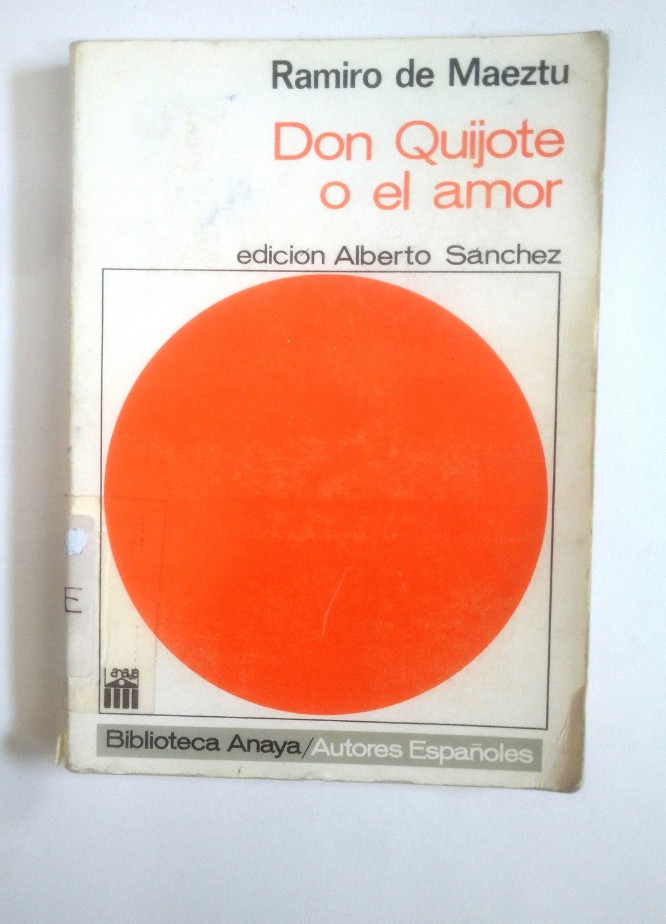 Ramiro de Maeztu
Don Quijote
o el amor
edición Alberto Sánchez
E
anaya
Biblioteca Anaya/Autores Españoles